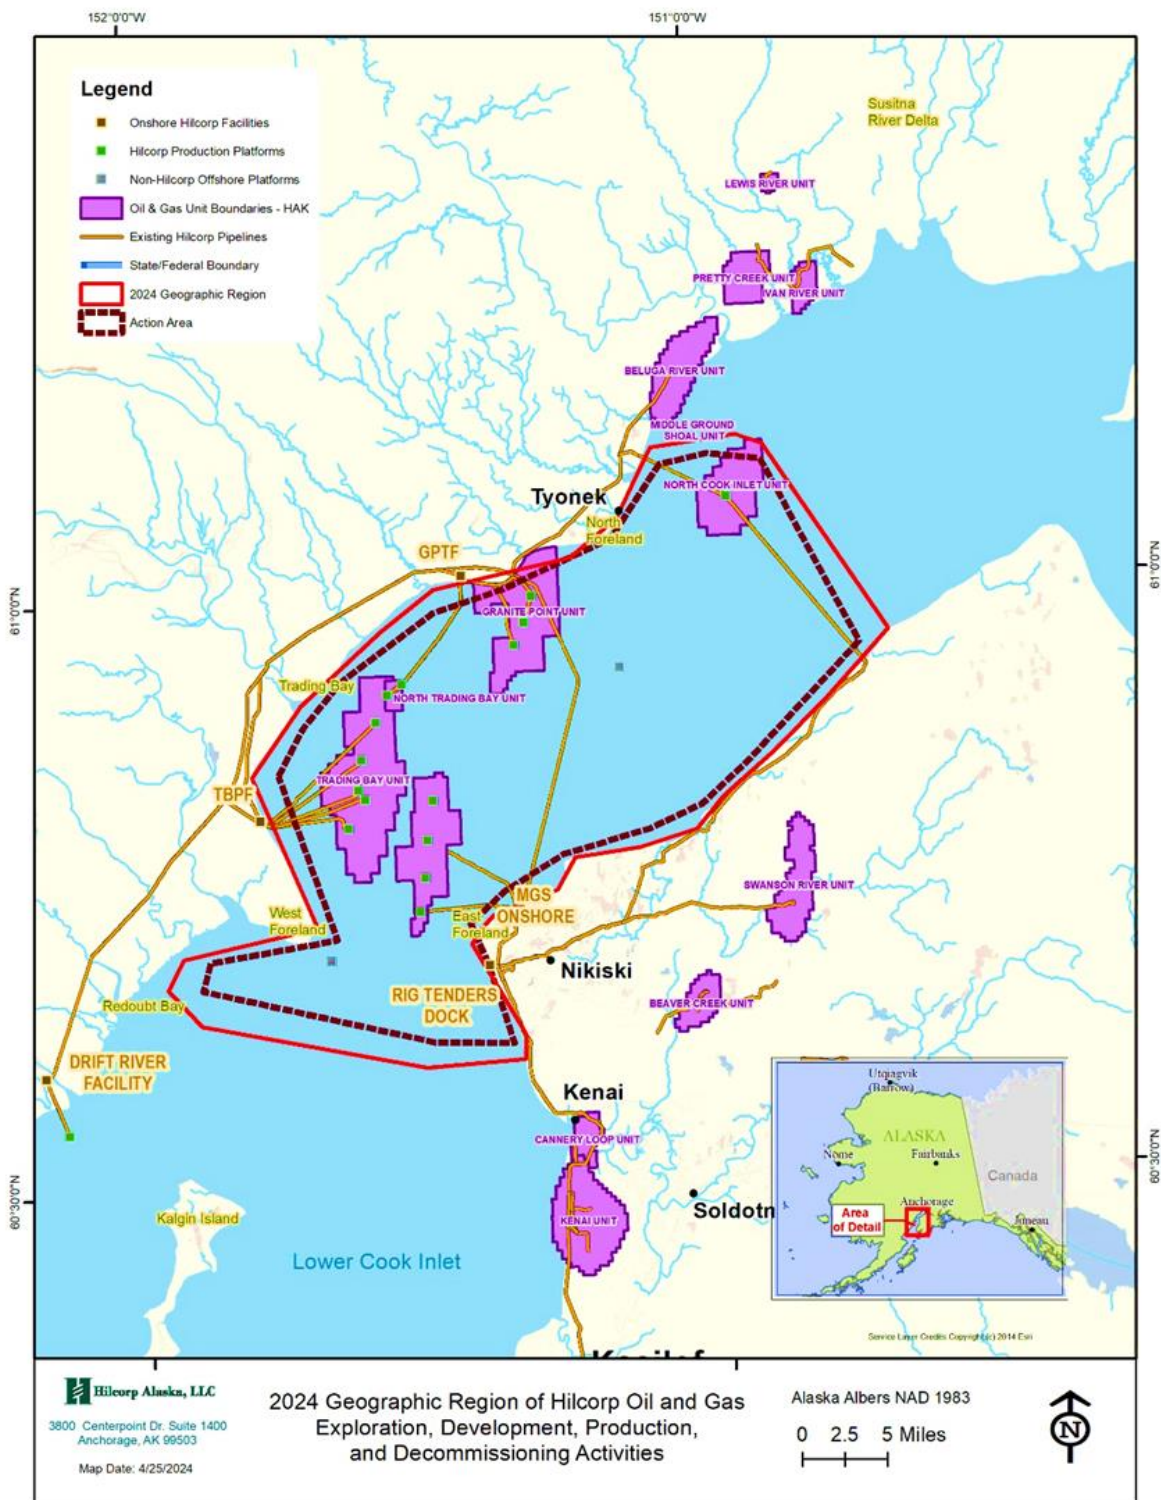 152°0'0"W
151°0'0"W
Legend
Onshore Hilcorp Facilities
Hilcorp Production Platforms
Non-Hilcorp Offshore Platforms
Oil & Gas Unit Boundaries - HAK
Existing Hilcorp Pipelines
State/Federal Boundary
2024 Geographic Region
Action Area
Susitna
River Delta
LEWIS RIVER UNIT
PRETTY CREEK UNIT
IVAN RIVER UNIT
BELUGA RIVER UNIT
MIDDLE GROUND
SHOAL UNIT
NORTH COOK INLET UNIT
Tyonek
North
Foreland
GPTF
61°0'0"N
61°0'0"N
GRANITE POINT UNIT
Trading Bay
NORTH TRADING BAY UNIT
TRADING BAY UNIT
TBPF
SWANSON RIVER UNIT
MGS
ONSHORE
West
Foreland
East
Foreland
Nikiski
RIG TENDERS
DOCK
BEAVER CREEK UNIT
Redoubt Bay
DRIFT RIVER
FACILITY
Kenai
CANNERY LOOP UNIT
Kalgin Island
KENAI UNIT
Soldotn
Lower Cook Inlet
60°30'0"N
60°30'0"N
Utqiagvik
(Barrow)
ALASKA
Nome
Fairbanks
Canada
Anchorage
Area
of Detail
Juneau
Service Layer Credits Copyright:(c) 2014 Esri
Hilcorp Alaska, LLC
3800 Centerpoint Dr. Suite 1400
Anchorage, AK 99503
Map Date: 4/25/2024
2024 Geographic Region of Hilcorp Oil and Gas
Exploration, Development, Production,
and Decommissioning Activities
Alaska Albers NAD 1983
0 2.5 5 Miles
N